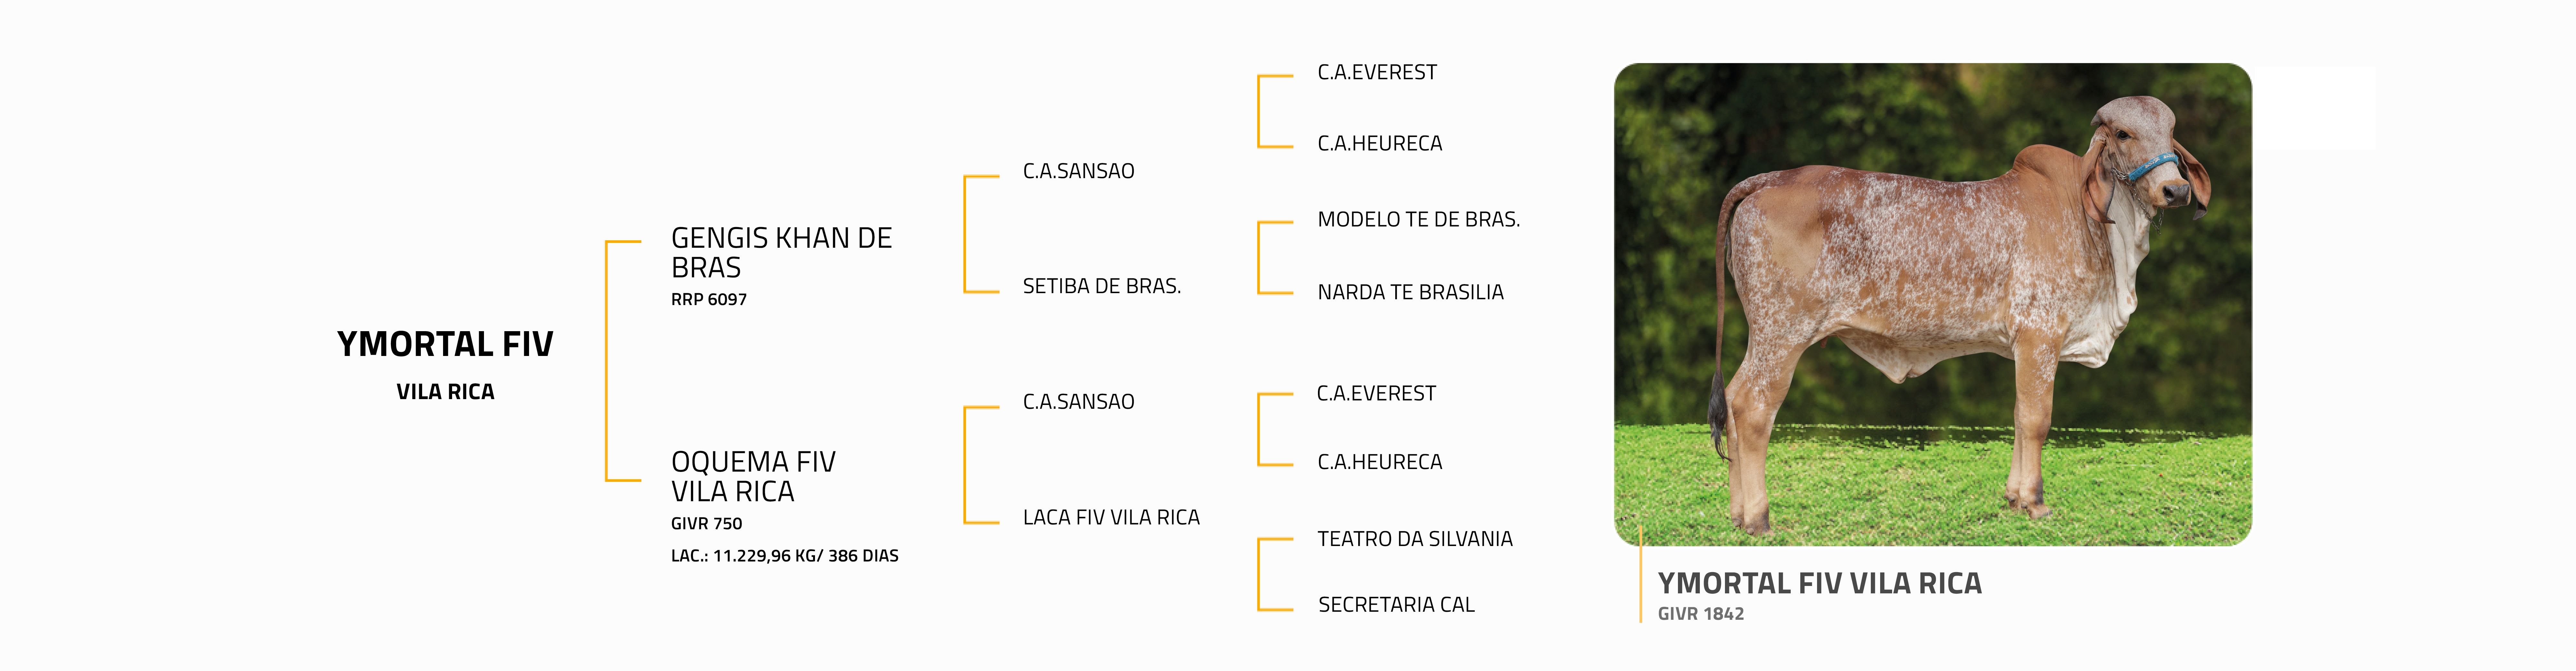 YMORTAL FIV
VILA RICA
GENGIS KHAN DE
BRAS
RRP 6097
OQUEMA FIV
VILA RICA
GIVR 750
LAC.: 11.229,96 KG/ 386 DIAS
C.A.SANSAO
SETIBA DE BRAS.
C.A.SANSAO
LACA FIV VILA RICA
C.A.EVEREST
C.A.HEURECA
MODELO TE DE BRAS.
NARDA TE BRASILIA
C.A.EVEREST
C.A.HEURECA
TEATRO DA SILVANIA
SECRETARIA CAL
YMORTAL FIV VILA RICA
GIVR 1842